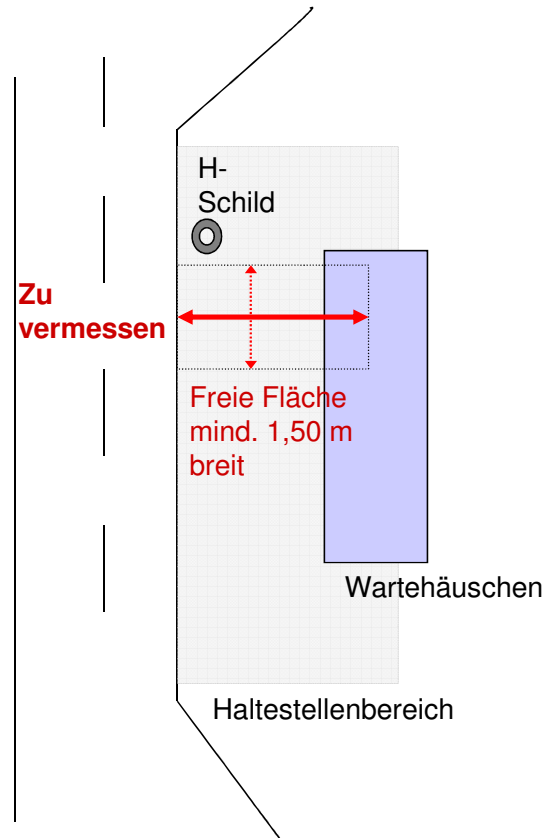 H-
Schild
Zu
vermessen
Freie Fläche
mind. 1,50 m
breit
Wartehäuschen
Haltestellenbereich